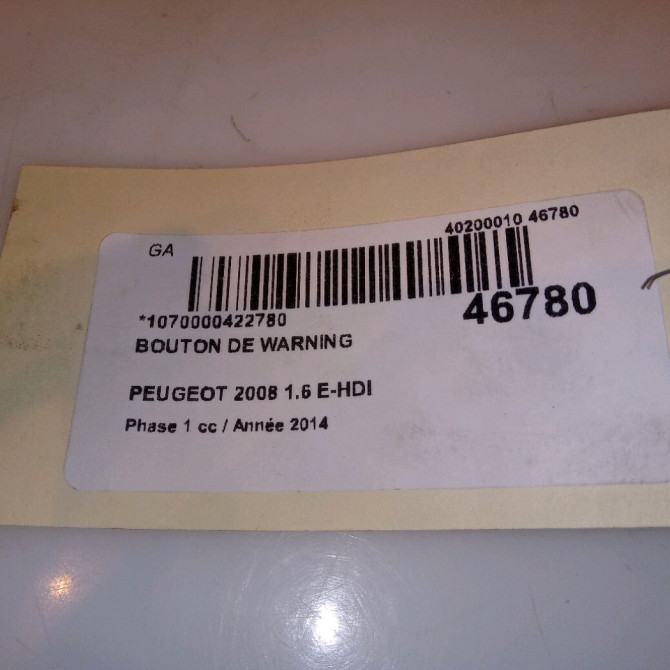 40200010 46780
GA
46780
*1070000422780
BOUTON DE WARNING
PEUGEOT 2008 1.6 E-HDI
Phase 1 cc / Année 2014